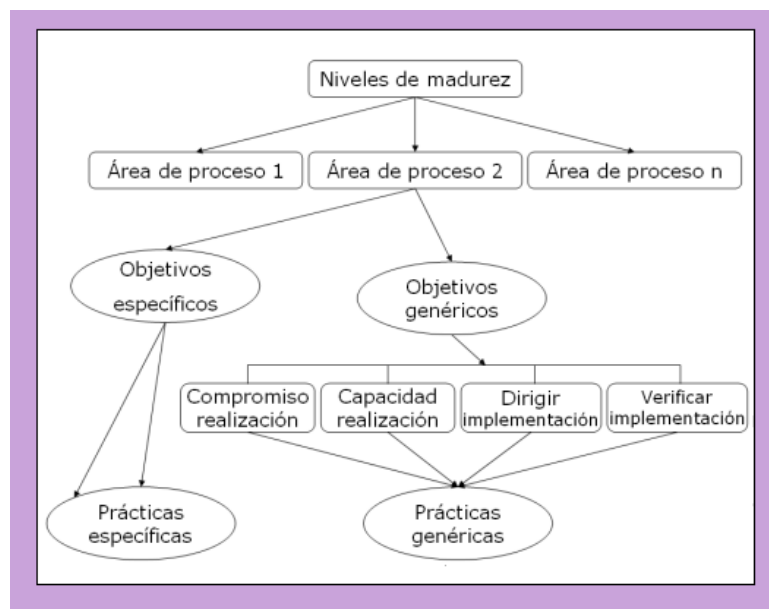 Niveles de madurez
Área de proceso 1
Área de proceso 2
Área de proceso n
Objetivos
específicos
Objetivos
genéricos
Compromiso
realización
Capacidad
realización
Dirigir
implementación
Verificar
implementación
Prácticas
específicas
Prácticas
genéricas